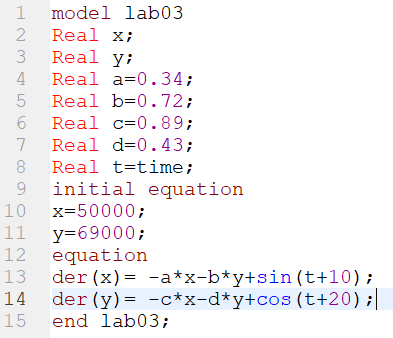 1 model lab03
2 Real x;
3 Real y;
4 Real a=0.34;
5 Real b=0.72;
6 Real c=0.89;
7 Real d=0.43;
8 Real t=time;
9 initial equation
10 x=50000;
11 y=69000;
12 equation
13 der(x)= -a*x-b*y+sin(t+10);
14 der(y)= -c*x-d*y+cos(t+20);
15 end lab03;